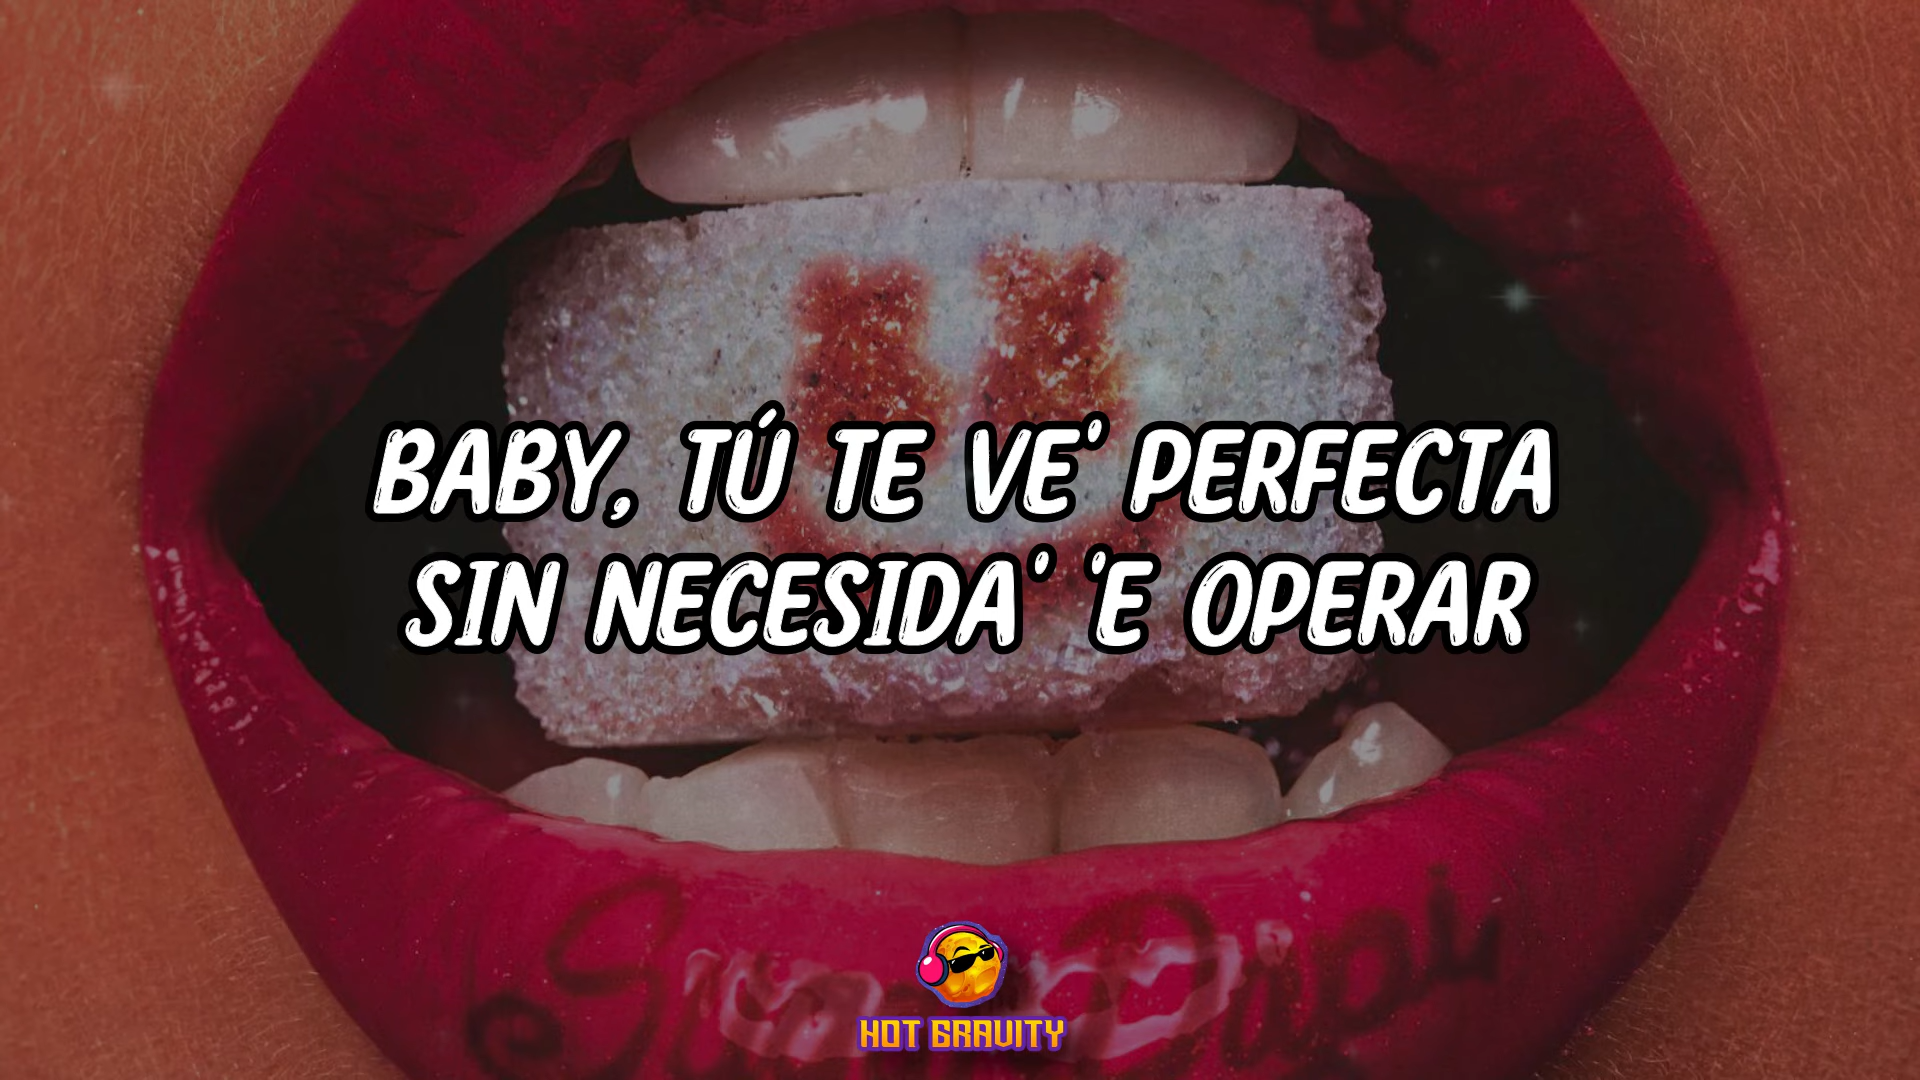 BABY, TÚ TE VE' PERFECTA
SIN NECESIDA' 'E OPERAR
HOT GRAVITY